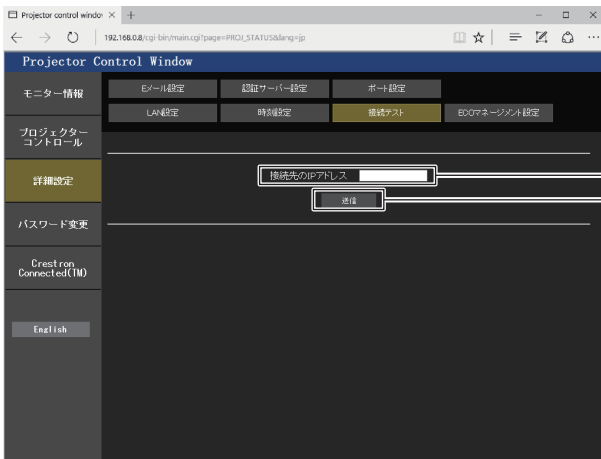 Projector control window
192.168.0.8/cgi-bin/main.cgi?page=PROJ_STATUS&lang=jp
Projector Control Window
モニター情報
プロジェクター
コントロール
詳細設定
パスワード変更
Crestron
Connected(TM)
English
Eメール設定 認証サーバー設定 ポート設定
LAN設定 時刻設定 接続テスト ECOマネージメント設定
接続先のIPアドレス
送信